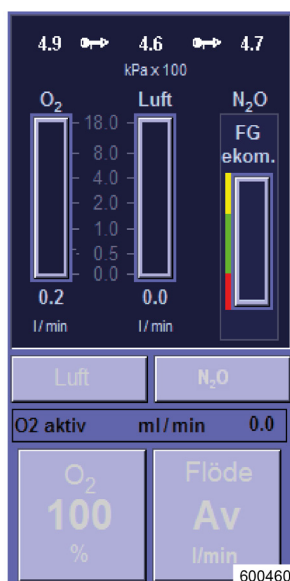 4.9 4.6 4.7
kPa x 100
O₂ Luft N₂O
FG
ekom.
18.0
8.0
4.0
2.0
1.0
0.5
0.0
0.2 0.0
l/min l/min
Luft N₂O
O2 aktiv ml/min 0.0
O₂ Flöde
100 Av
% l/min
600460